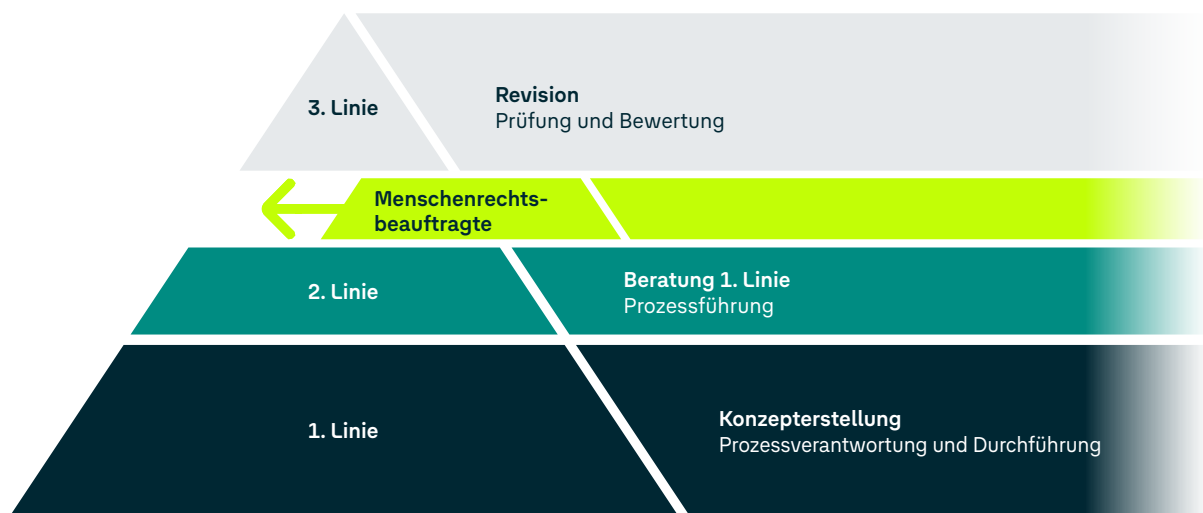 3. Linie
Revision
Prüfung und Bewertung
Menschenrechts-
beauftragte
2. Linie
Beratung 1. Linie
Prozessführung
1. Linie
Konzepterstellung
Prozessverantwortung und Durchführung